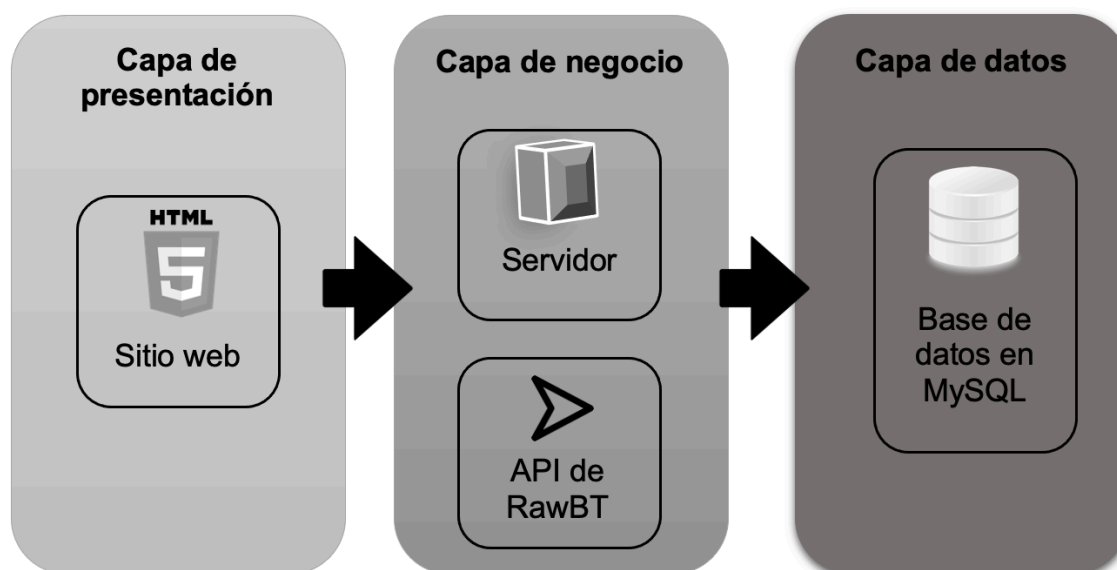 Capa de
presentación
HTML
5
Sitio web
Capa de negocio
Servidor
API de
RawBT
Capa de datos
Base de
datos en
MySQL